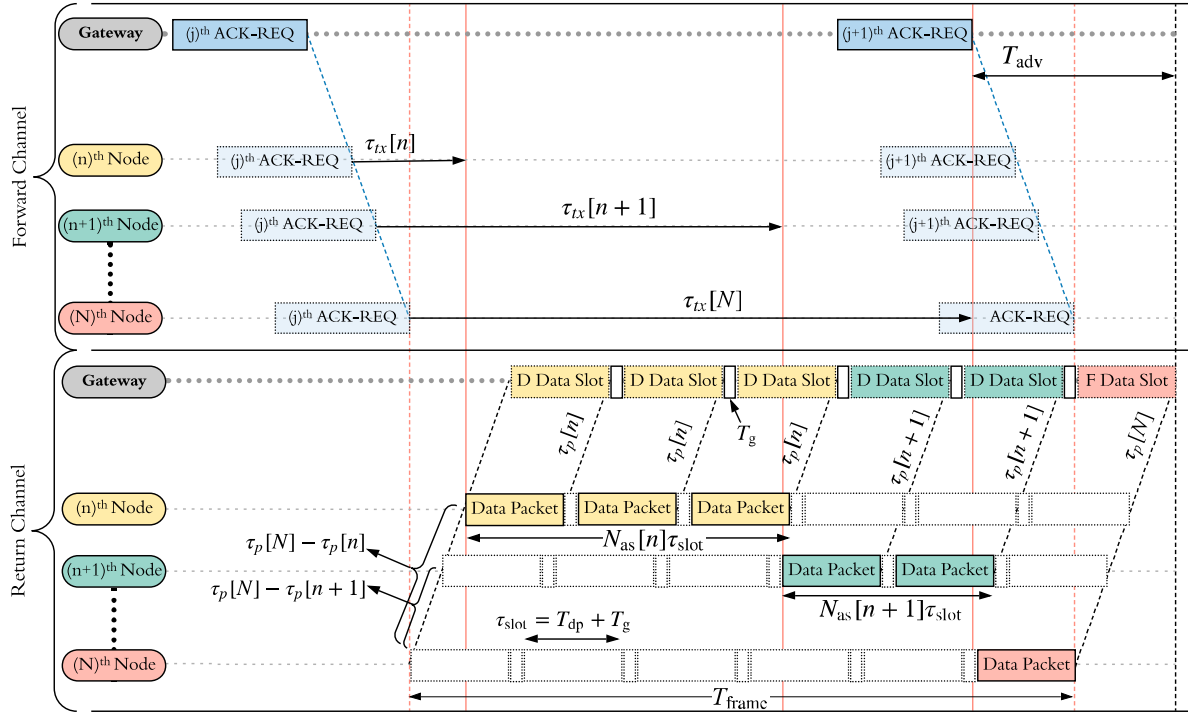 Forward Channel
Gateway
(j)th ACK-REQ
(j+1)th ACK-REQ
T_adv
(n)th Node
(j)th ACK-REQ
τ_tx[n]
(j+1)th ACK-REQ
(n+1)th Node
(j)th ACK-REQ
τ_tx[n + 1]
(j+1)th ACK-REQ
(N)th Node
(j)th ACK-REQ
τ_tx[N]
ACK-REQ
Return Channel
Gateway
D Data Slot
D Data Slot
D Data Slot
D Data Slot
D Data Slot
F Data Slot
τ_p[n]
τ_p[n]
T_g
τ_p[n]
τ_p[n + 1]
τ_p[n + 1]
τ_p[N]
(n)th Node
Data Packet
Data Packet
Data Packet
τ_p[N] − τ_p[n]
N_as[n]τ_slot
(n+1)th Node
τ_p[N] − τ_p[n + 1]
Data Packet
Data Packet
τ_slot = T_dp + T_g
N_as[n + 1]τ_slot
(N)th Node
Data Packet
T_frame